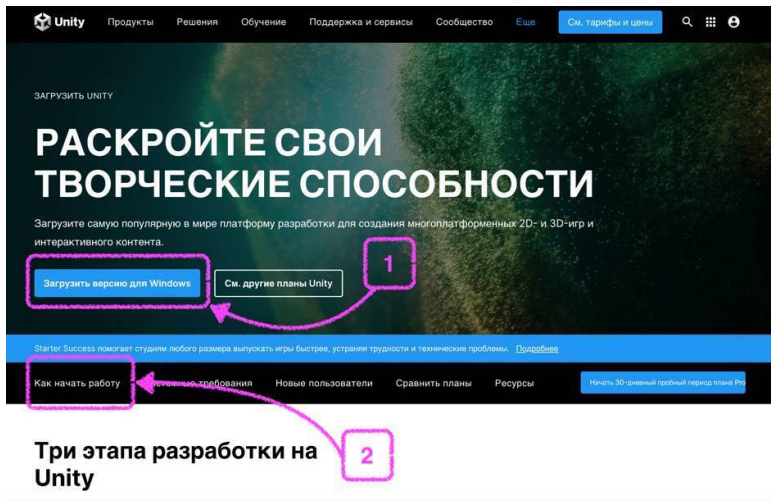 Unity Продукты Решения Обучение Поддержка и сервисы Сообщество Еще См. тарифы и цены
ЗАГРУЗИТЬ UNITY
РАСКРОЙТЕ СВОИ
ТВОРЧЕСКИЕ СПОСОБНОСТИ
Загрузите самую популярную в мире платформу разработки для создания многоплатформенных 2D- и 3D-игр и
интерактивного контента.
1
Загрузить версию для Windows См. другие планы Unity
Starter Success помогает студиям любого размера выпускать игры быстрее, устраняя трудности и технические проблемы. Подробнее
Как начать работу требования Новые пользователи Сравнить планы Ресурсы Начать 30-дневный пробный период плана Pro
Три этапа разработки на
Unity
2